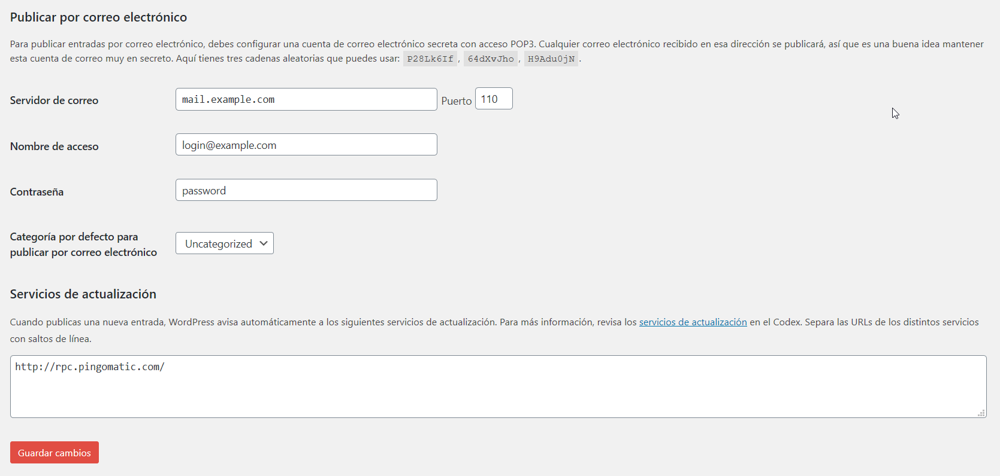 Publicar por correo electrónico
Para publicar entradas por correo electrónico, debes configurar una cuenta de correo electrónico secreta con acceso POP3. Cualquier correo electrónico recibido en esa dirección se publicará, así que es una buena idea mantener
esta cuenta de correo muy en secreto. Aquí tienes tres cadenas aleatorias que puedes usar: P28Lk6If, 64dXvJho, H9Adu0jN.
Servidor de correo mail.example.com Puerto 110
Nombre de acceso login@example.com
Contraseña password
Categoría por defecto para
publicar por correo electrónico Uncategorized
Servicios de actualización
Cuando publicas una nueva entrada, WordPress avisa automáticamente a los siguientes servicios de actualización. Para más información, revisa los servicios de actualización en el Codex. Separa las URLs de los distintos servicios
con saltos de línea.
http://rpc.pingomatic.com/
Guardar cambios